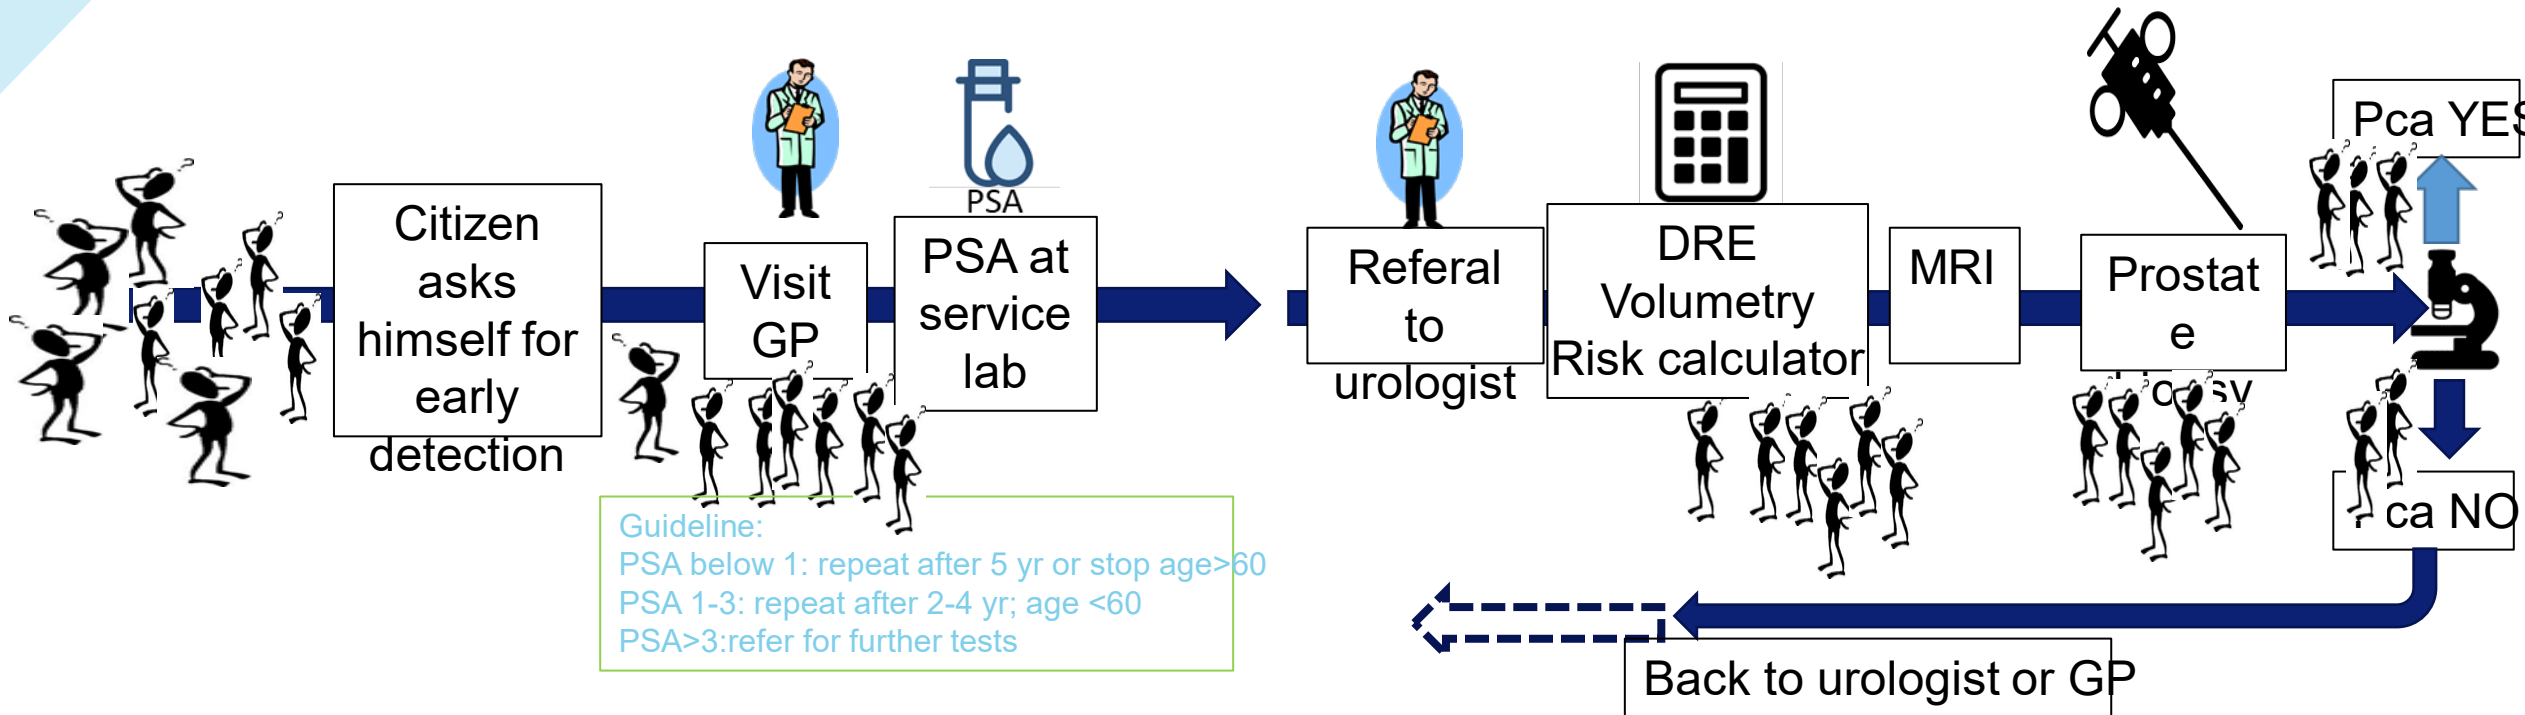 Citizen
asks
himself for
early
detection
Visit
GP
PSA
PSA at
service
lab
Guideline:
PSA below 1: repeat after 5 yr or stop age>60
PSA 1-3: repeat after 2-4 yr; age <60
PSA>3:refer for further tests
Referal
to
urologist
DRE
Volumetry
Risk calculator
MRI
Prostat
e
Pca YES
ca NO
Back to urologist or GP